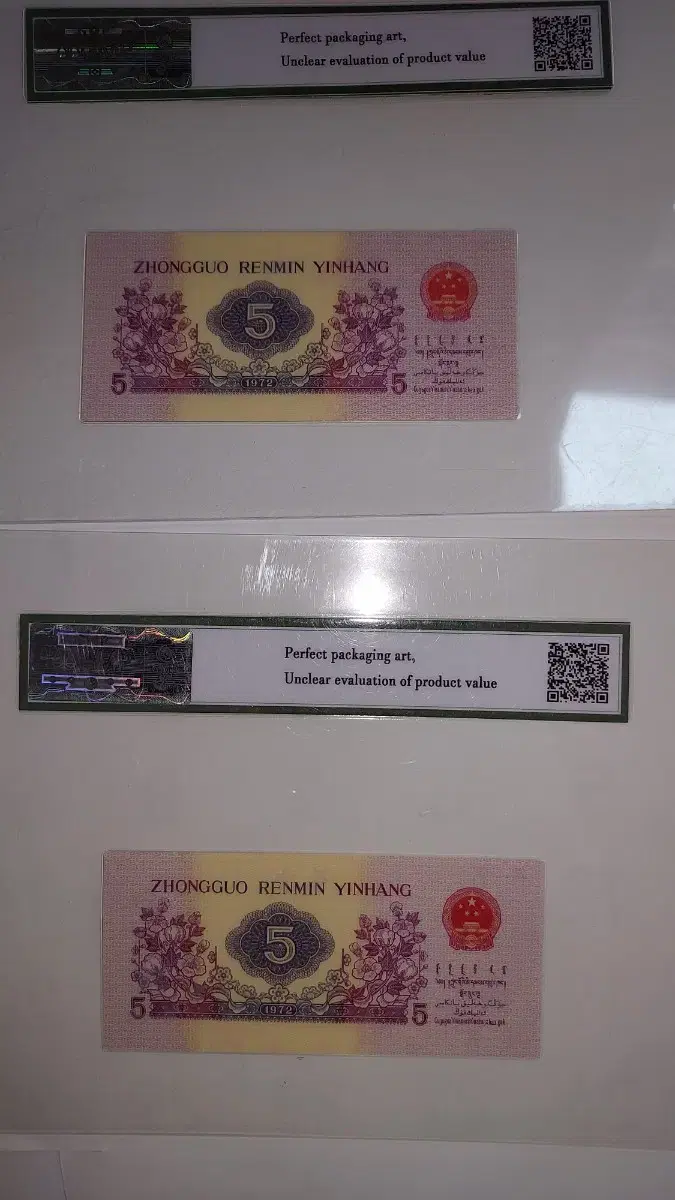 Perfect packaging art,
Unclear evaluation of product value
ZHONGGUO RENMIN YINHANG
5
5
1972
5
Perfect packaging art,
Unclear evaluation of product value
ZHONGGUO RENMIN YINHANG
5
5
1972
5